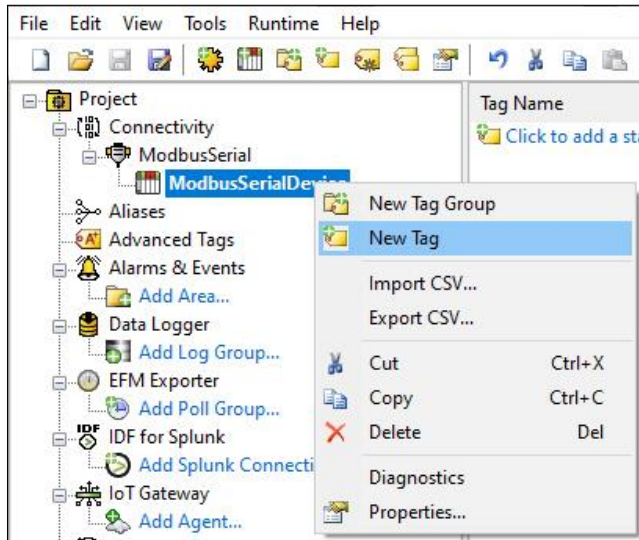 File Edit View Tools Runtime Help
Project
Connectivity
ModbusSerial
ModbusSerialDevice
Aliases
Advanced Tags
Alarms & Events
Add Area...
Data Logger
Add Log Group...
EFM Exporter
Add Poll Group...
IDF for Splunk
Add Splunk Connecti
IoT Gateway
Add Agent...
Tag Name
Click to add a sta
New Tag Group
New Tag
Import CSV...
Export CSV...
Cut Ctrl+X
Copy Ctrl+C
Delete Del
Diagnostics
Properties...